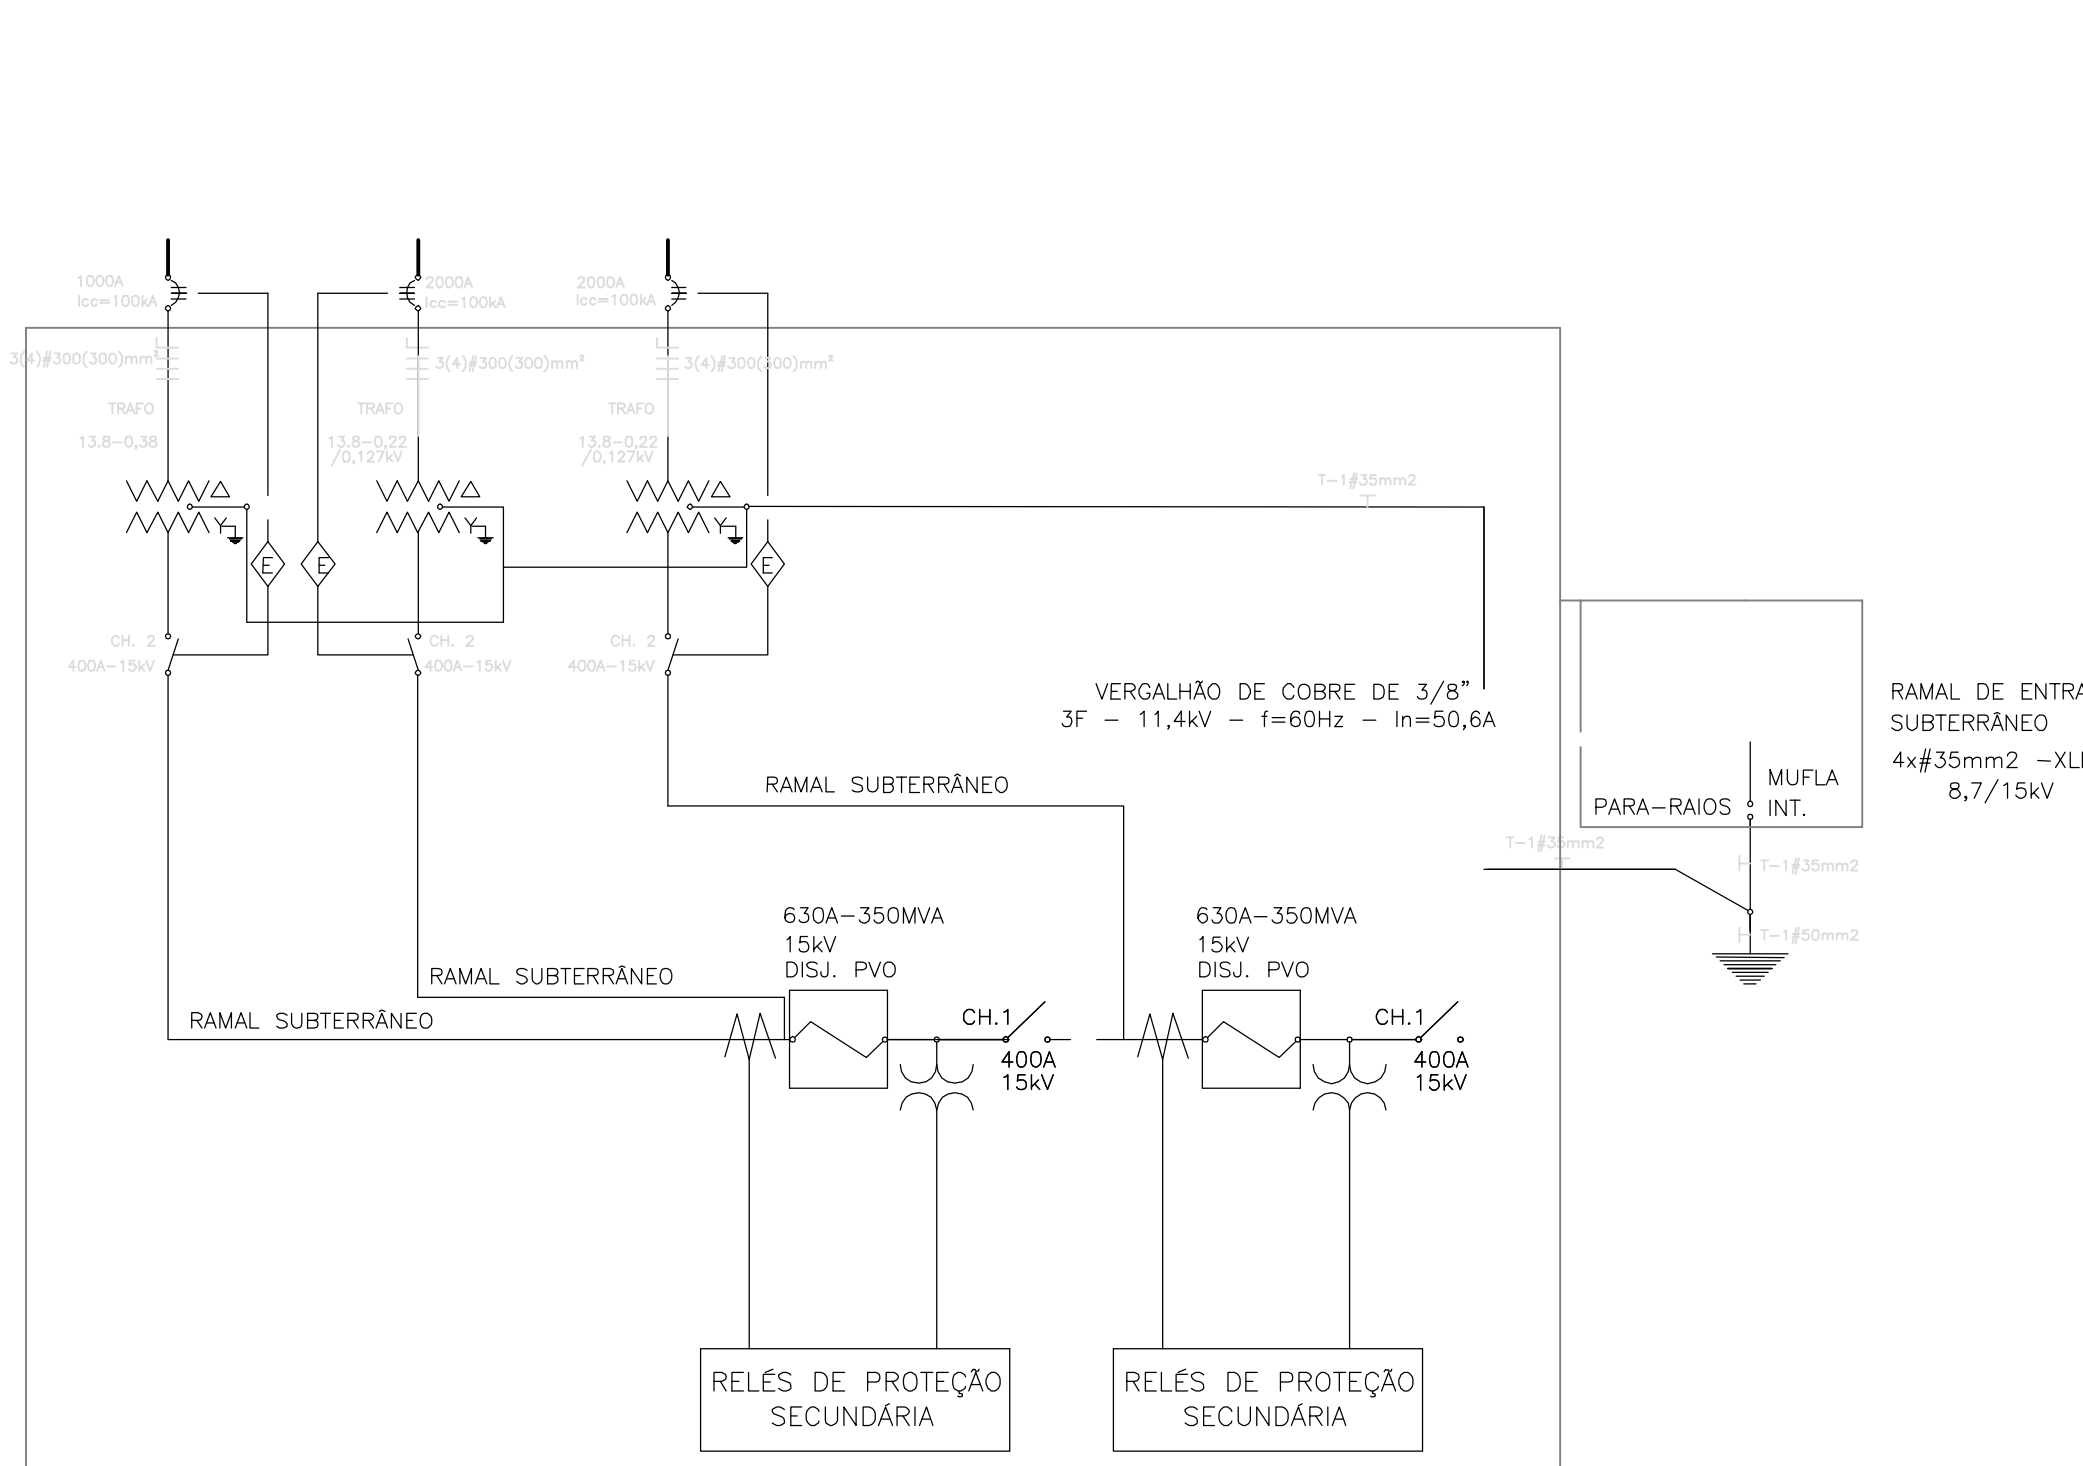 1000A
Icc=100kA
2000A
Icc=100kA
2000A
Icc=100kA
3(4)#300(300)mm²
3(4)#300(300)mm²
3(4)#300(300)mm²
TRAFO
13.8-0,38
TRAFO
13.8-0,22
/0,127kV
TRAFO
13.8-0,22
/0,127kV
T-1#35mm2
Y
Y
Y
E
E
E
CH. 2
400A-15kV
CH. 2
400A-15kV
CH. 2
400A-15kV
VERGALHÃO DE COBRE DE 3/8"
3F - 11,4kV - f=60Hz - In=50,6A
RAMAL DE ENTRA
SUBTERRÂNEO
4x#35mm2 -XL
8,7/15kV
MUFLA
INT.
PARA-RAIOS
RAMAL SUBTERRÂNEO
T-1#35mm2
T-1#35mm2
T-1#50mm2
630A-350MVA
15kV
DISJ. PVO
630A-350MVA
15kV
DISJ. PVO
RAMAL SUBTERRÂNEO
RAMAL SUBTERRÂNEO
CH.1
400A
15kV
CH.1
400A
15kV
RELÉS DE PROTEÇÃO
SECUNDÁRIA
RELÉS DE PROTEÇÃO
SECUNDÁRIA